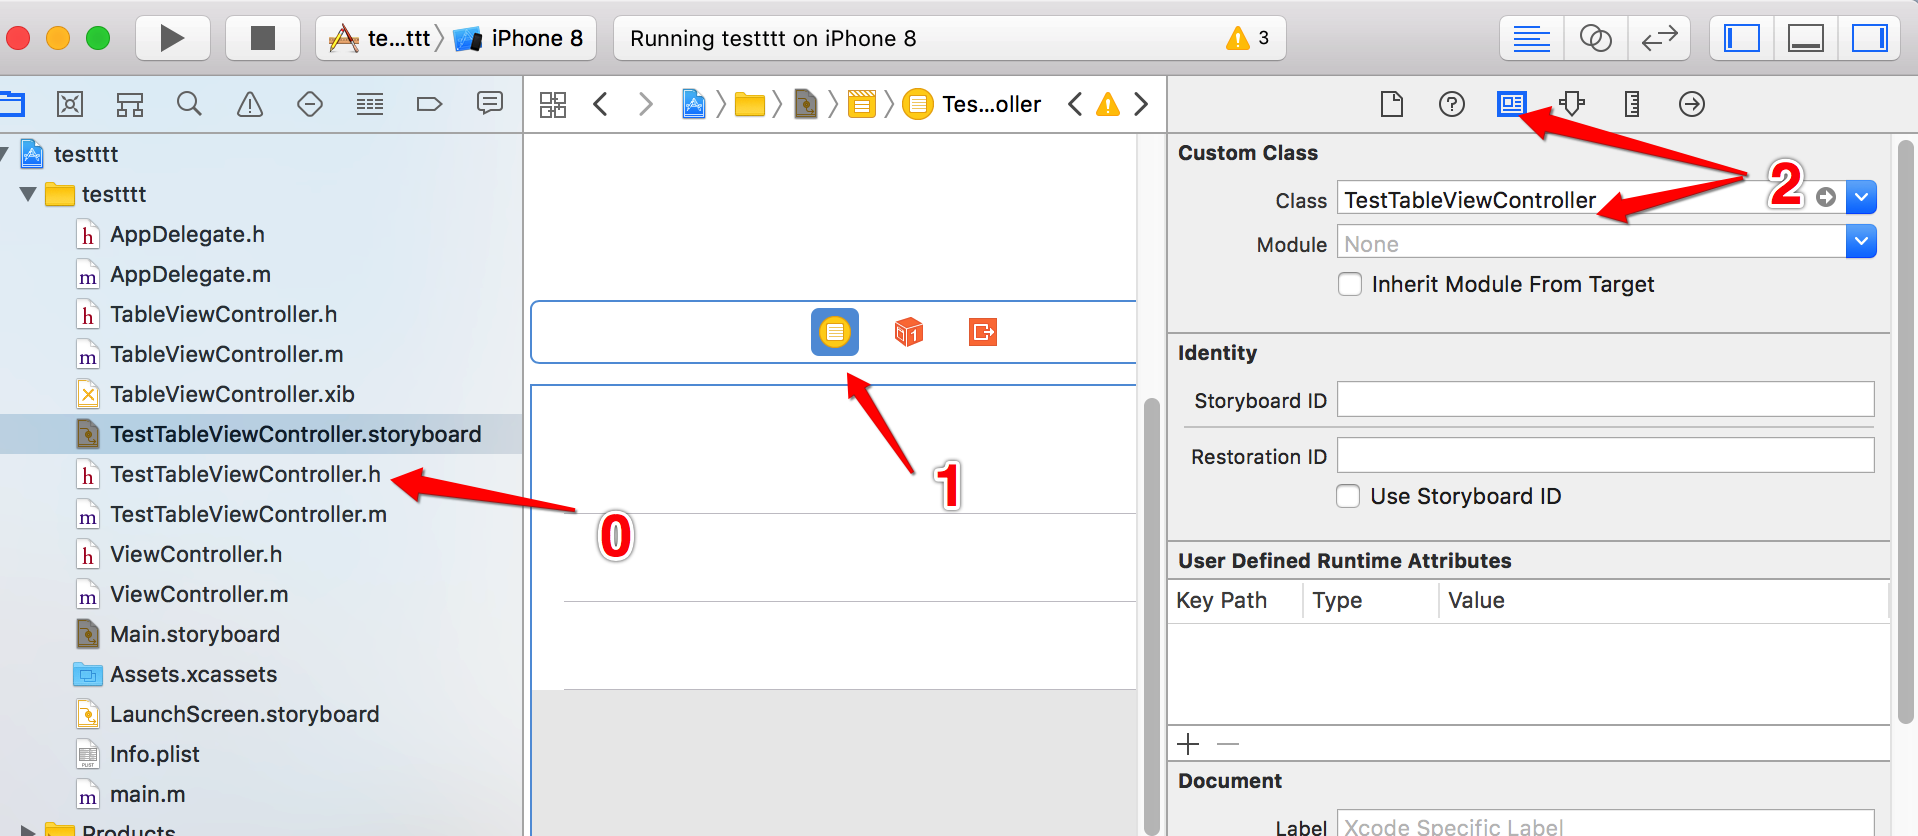 te...ttt
iPhone 8
Running testttt on iPhone 8
3
Tes...oller
testttt
testttt
AppDelegate.h
AppDelegate.m
TableViewController.h
TableViewController.m
TableViewController.xib
TestTableViewController.storyboard
TestTableViewController.h
TestTableViewController.m
ViewController.h
ViewController.m
Main.storyboard
Assets.xcassets
LaunchScreen.storyboard
Info.plist
main.m
Products
0
1
2
Custom Class
Class TestTableViewController
Module None
Inherit Module From Target
Identity
Storyboard ID
Restoration ID
Use Storyboard ID
User Defined Runtime Attributes
Key Path Type Value
Document
Label Xcode Specific Label